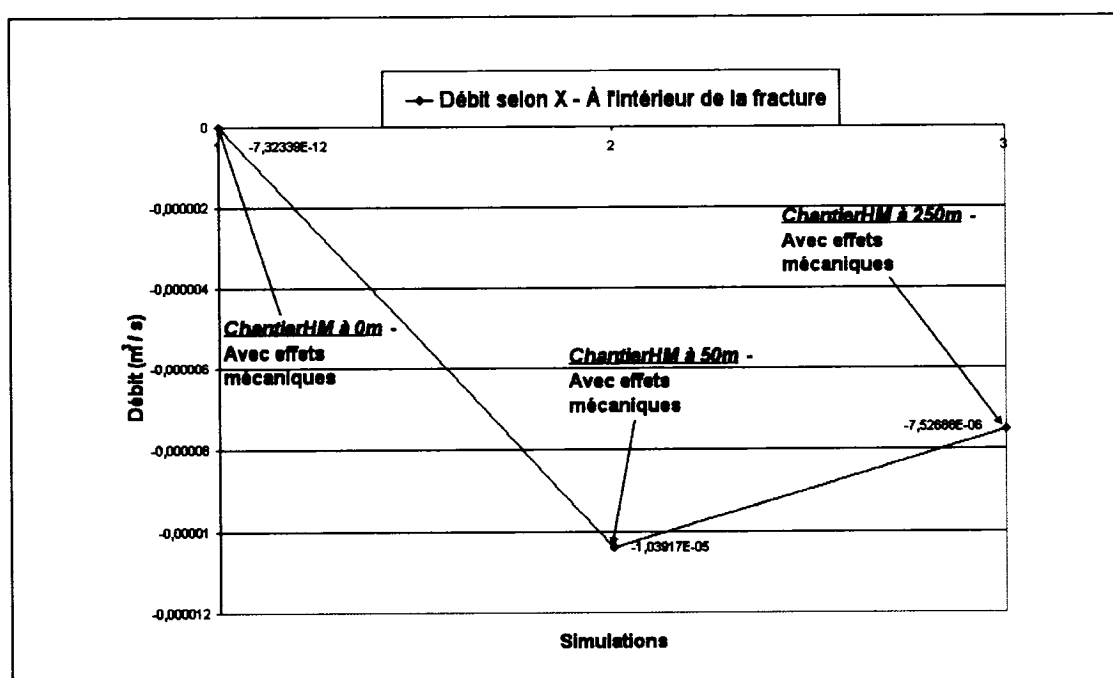 Débit selon X - À l'intérieur de la fracture
0
-7,32339E-12
2
3
-0,000002
ChantierHM à 250m -
Avec effets
mécaniques
-0,000004
ChantierHM à 0m -
Avec effets
mécaniques
ChantierHM à 50m -
Avec effets
mécaniques
-0,000006
-7,52666E-06
-0,000008
-0,00001
-1,03917E-05
-0,000012
Débit (m³/ s)
Simulations